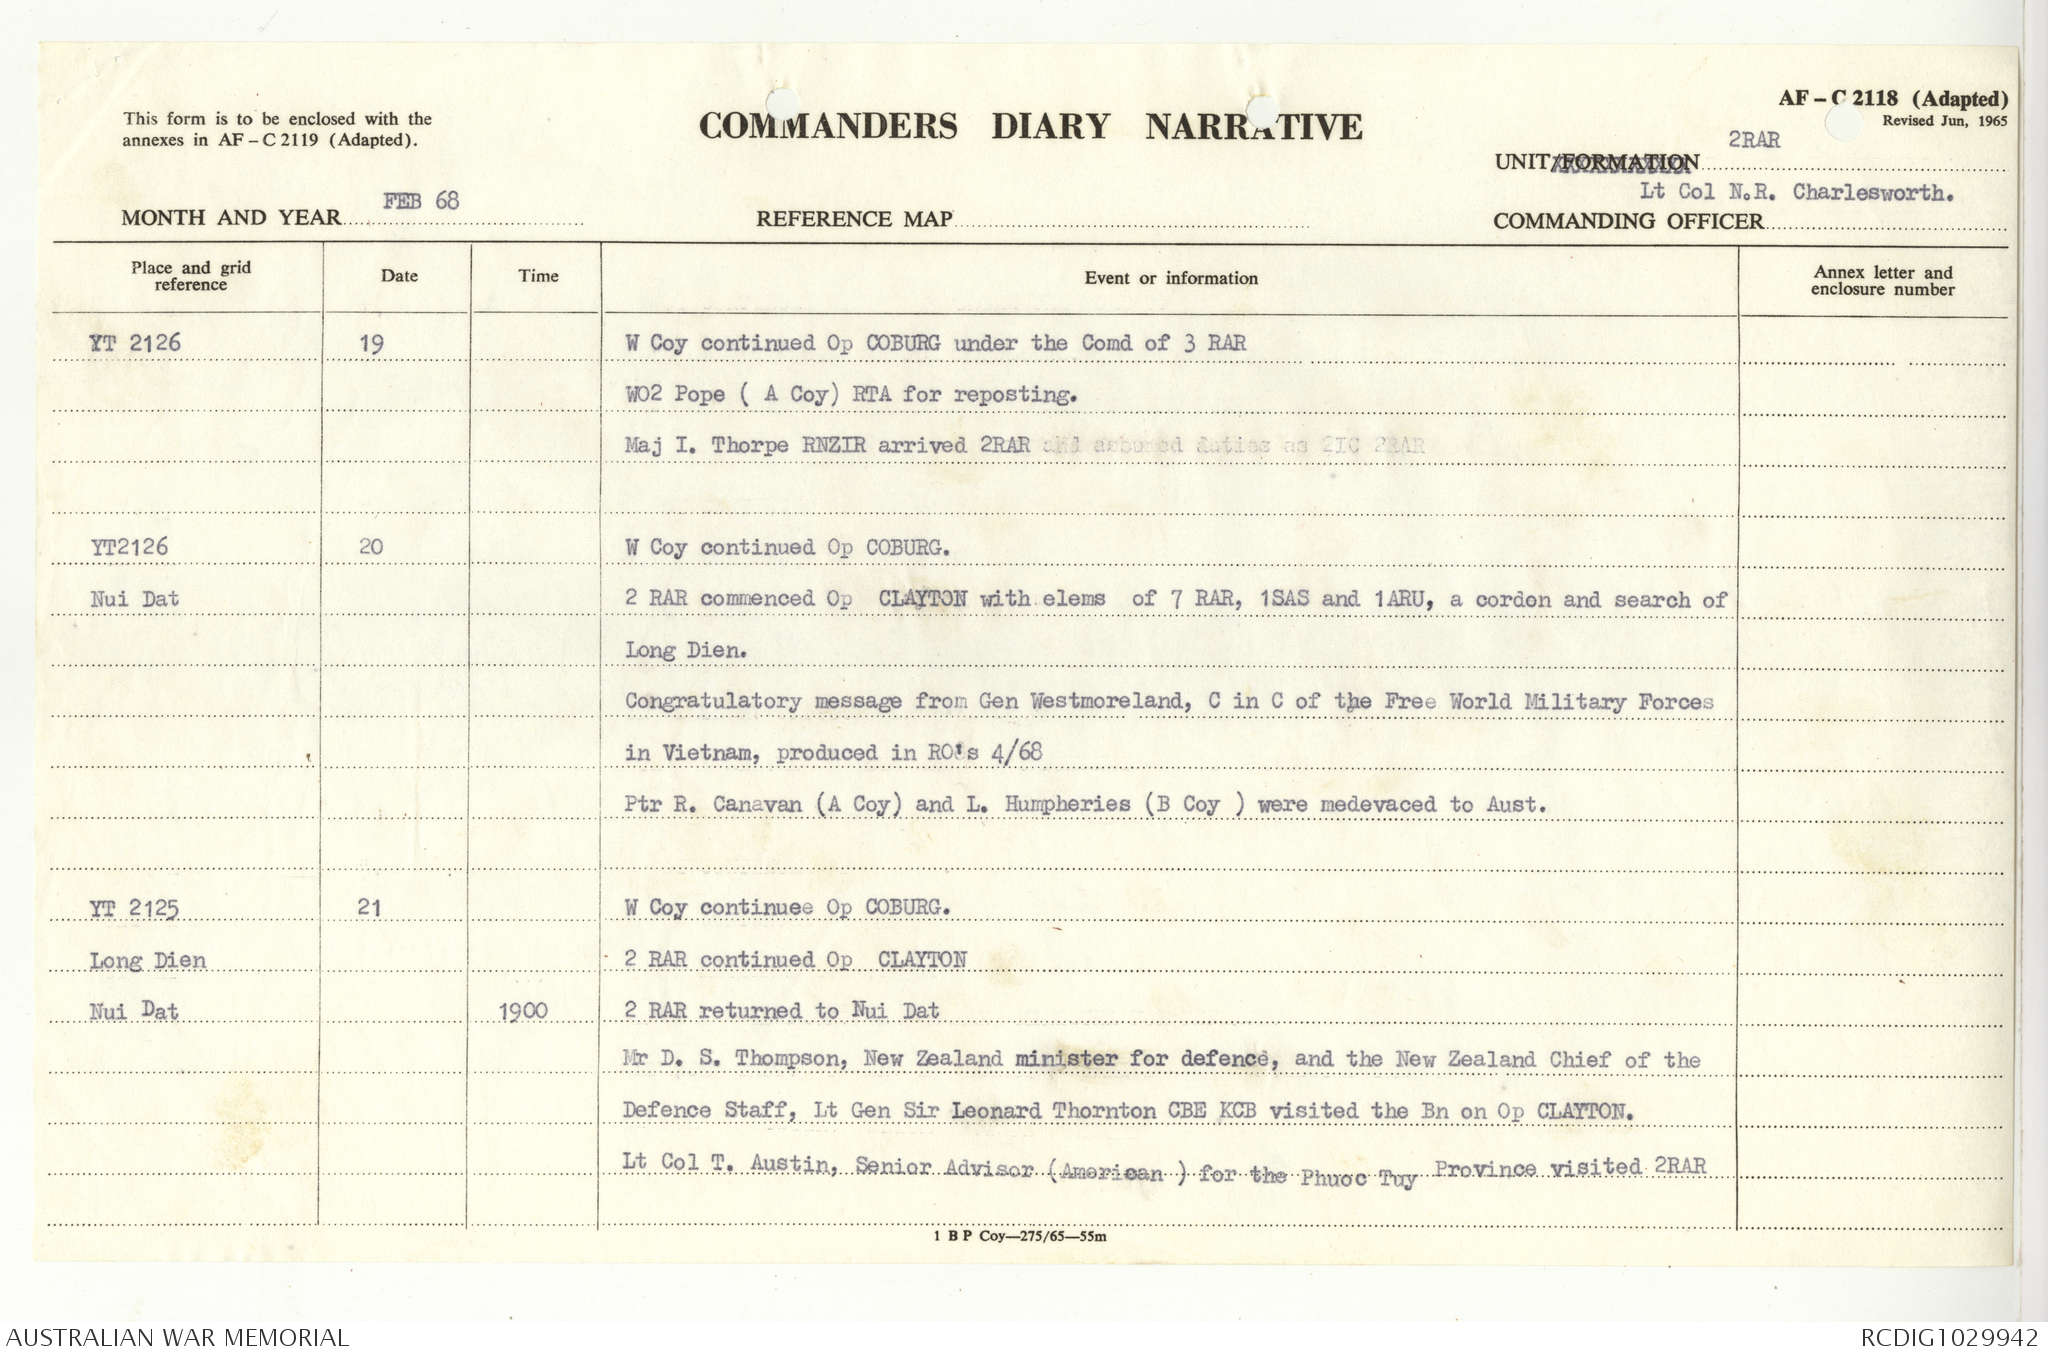 This form is to be enclosed with the
annexes in AF – C 2119 (Adapted).
COMMANDERS DIARY NARRATIVE
AF – C 2118 (Adapted)
Revised Jun, 1965
2RAR
UNIT/FORMATION
Lt Col N.R. Charlesworth.
FEB 68
MONTH AND YEAR
REFERENCE MAP
COMMANDING OFFICER
Place and grid reference Date Time Event or information Annex letter and enclosure number
YT 2126 19 W Coy continued Op COBURG under the Comd of 3 RAR
WO2 Pope ( A Coy) RTA for reposting.
Maj I. Thorpe RNZIR arrived 2RAR and assumed duties as 2IC 2RAR
YT2126 20 W Coy continued Op COBURG.
Nui Dat 2 RAR commenced Op CLAYTON with elems of 7 RAR, 1SAS and 1ARU, a cordon and search of
Long Dien.
Congratulatory message from Gen Westmoreland, C in C of the Free World Military Forces
in Vietnam, produced in RO's 4/68
Ptr R. Canavan (A Coy) and L. Humpheries (B Coy ) were medevaced to Aust.
YT 2125 21 W Coy continuee Op COBURG.
Long Dien 2 RAR continued Op CLAYTON
Nui Dat 1900 2 RAR returned to Nui Dat
Mr D. S. Thompson, New Zealand minister for defence, and the New Zealand Chief of the
Defence Staff, Lt Gen Sir Leonard Thornton CBE KCB visited the Bn on Op CLAYTON.
Lt Col T. Austin, Senior Advisor (American ) for the Phuoc Tuy Province visited 2RAR
1 B P Coy—275/65—55m
AUSTRALIAN WAR MEMORIAL
RCDIG1029942